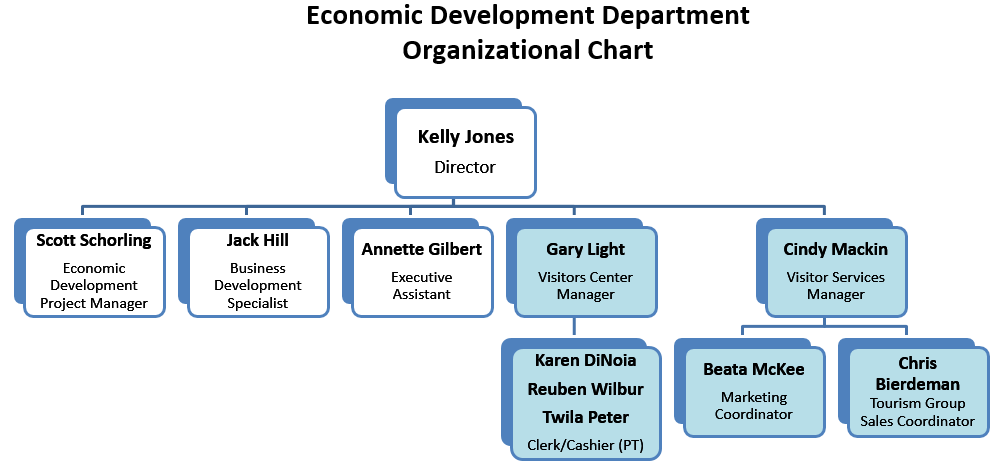 Economic Development Department
Organizational Chart
Kelly Jones
Director
Scott Schorling
Economic
Development
Project Manager
Jack Hill
Business
Development
Specialist
Annette Gilbert
Executive
Assistant
Gary Light
Visitors Center
Manager
Cindy Mackin
Visitor Services
Manager
Karen DiNoia
Reuben Wilbur
Twila Peter
Clerk/Cashier (PT)
Beata McKee
Marketing
Coordinator
Chris
Bierdeman
Tourism Group
Sales Coordinator